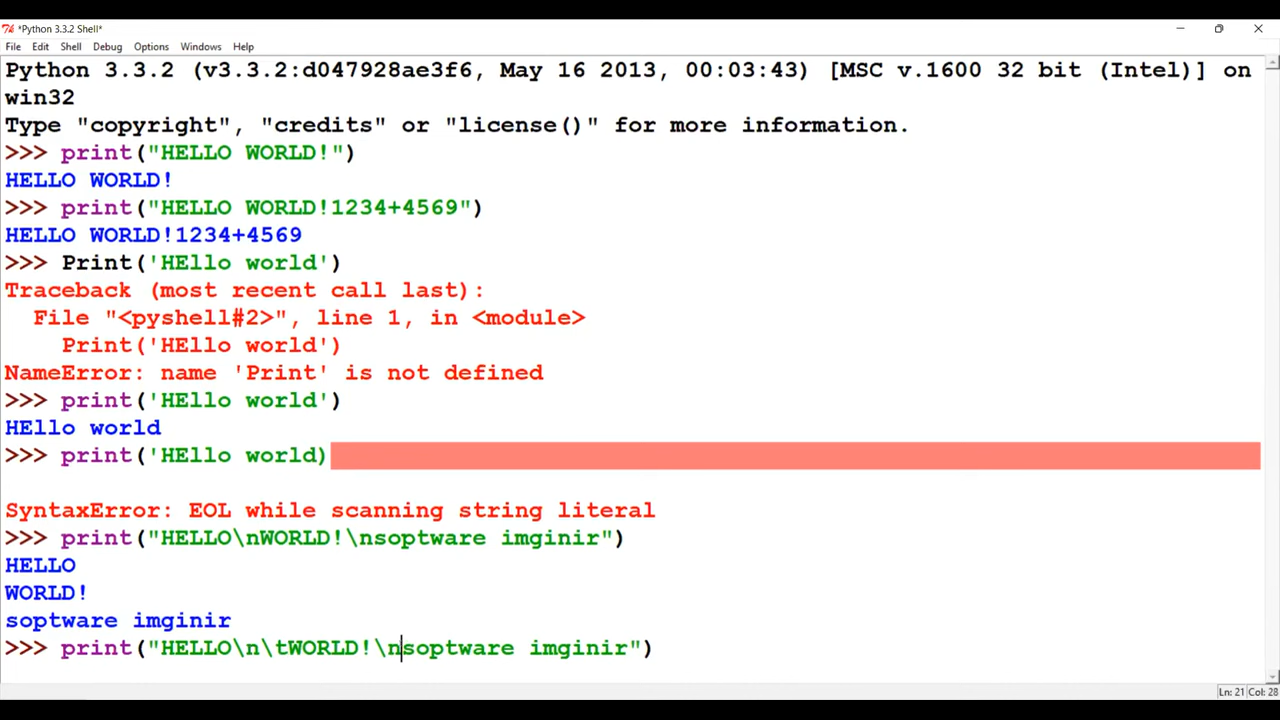 *Python 3.3.2 Shell*
File Edit Shell Debug Options Windows Help
Python 3.3.2 (v3.3.2:d047928ae3f6, May 16 2013, 00:03:43) [MSC v.1600 32 bit (Intel)] on
win32
Type "copyright", "credits" or "license()" for more information.
>>> print("HELLO WORLD!")
HELLO WORLD!
>>> print("HELLO WORLD!1234+4569")
HELLO WORLD!1234+4569
>>> Print('HEllo world')
Traceback (most recent call last):
  File "<pyshell#2>", line 1, in <module>
    Print('HEllo world')
NameError: name 'Print' is not defined
>>> print('HEllo world')
HEllo world
>>> print('HEllo world)
SyntaxError: EOL while scanning string literal
>>> print("HELLO\nWORLD!\nsoptware imginir")
HELLO
WORLD!
soptware imginir
>>> print("HELLO\n\tWORLD!\nsoptware imginir")
Ln: 21 Col: 28